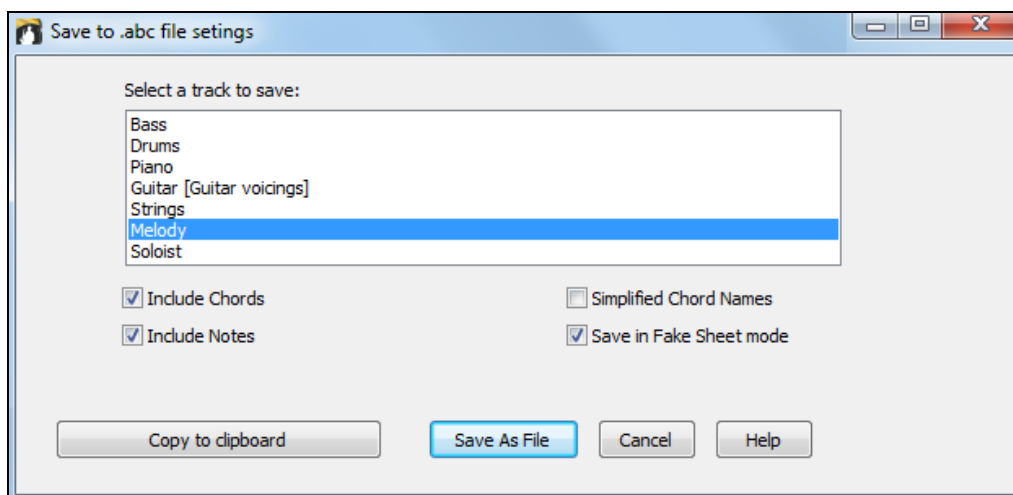 Save to .abc file setings
Select a track to save:
Bass
Drums
Piano
Guitar [Guitar voicings]
Strings
Melody
Soloist
Include Chords
Simplified Chord Names
Include Notes
Save in Fake Sheet mode
Copy to clipboard
Save As File
Cancel
Help